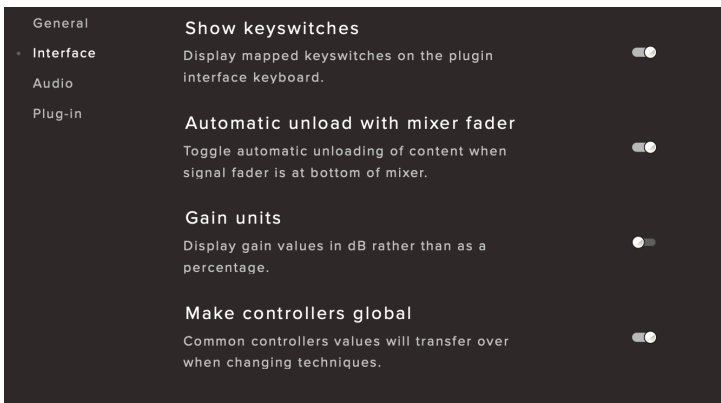 General
Interface
Audio
Plug-in
Show keyswitches
Display mapped keyswitches on the plugin
interface keyboard.
Automatic unload with mixer fader
Toggle automatic unloading of content when
signal fader is at bottom of mixer.
Gain units
Display gain values in dB rather than as a
percentage.
Make controllers global
Common controllers values will transfer over
when changing techniques.